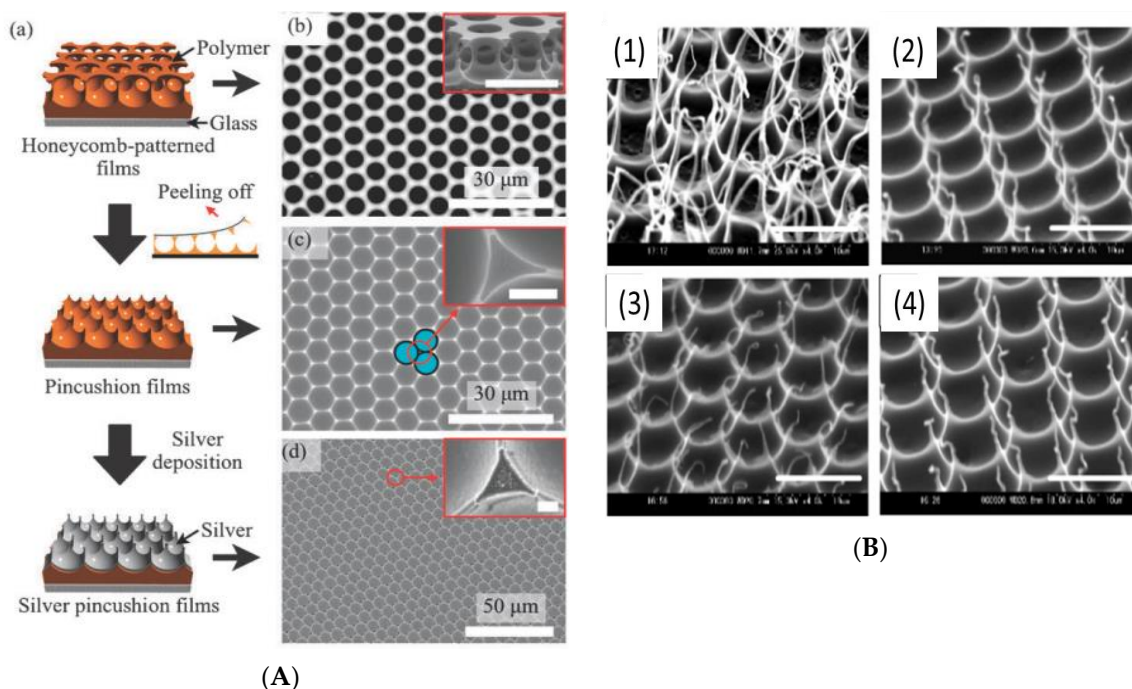 (a)
Polymer
Glass
Honeycomb-patterned
films
Peeling off
Pincushion films
Silver
deposition
Silver
Silver pincushion films
(b)
30 μm
(c)
30 μm
(d)
50 μm
(A)
(1)
(2)
(3)
(4)
(B)